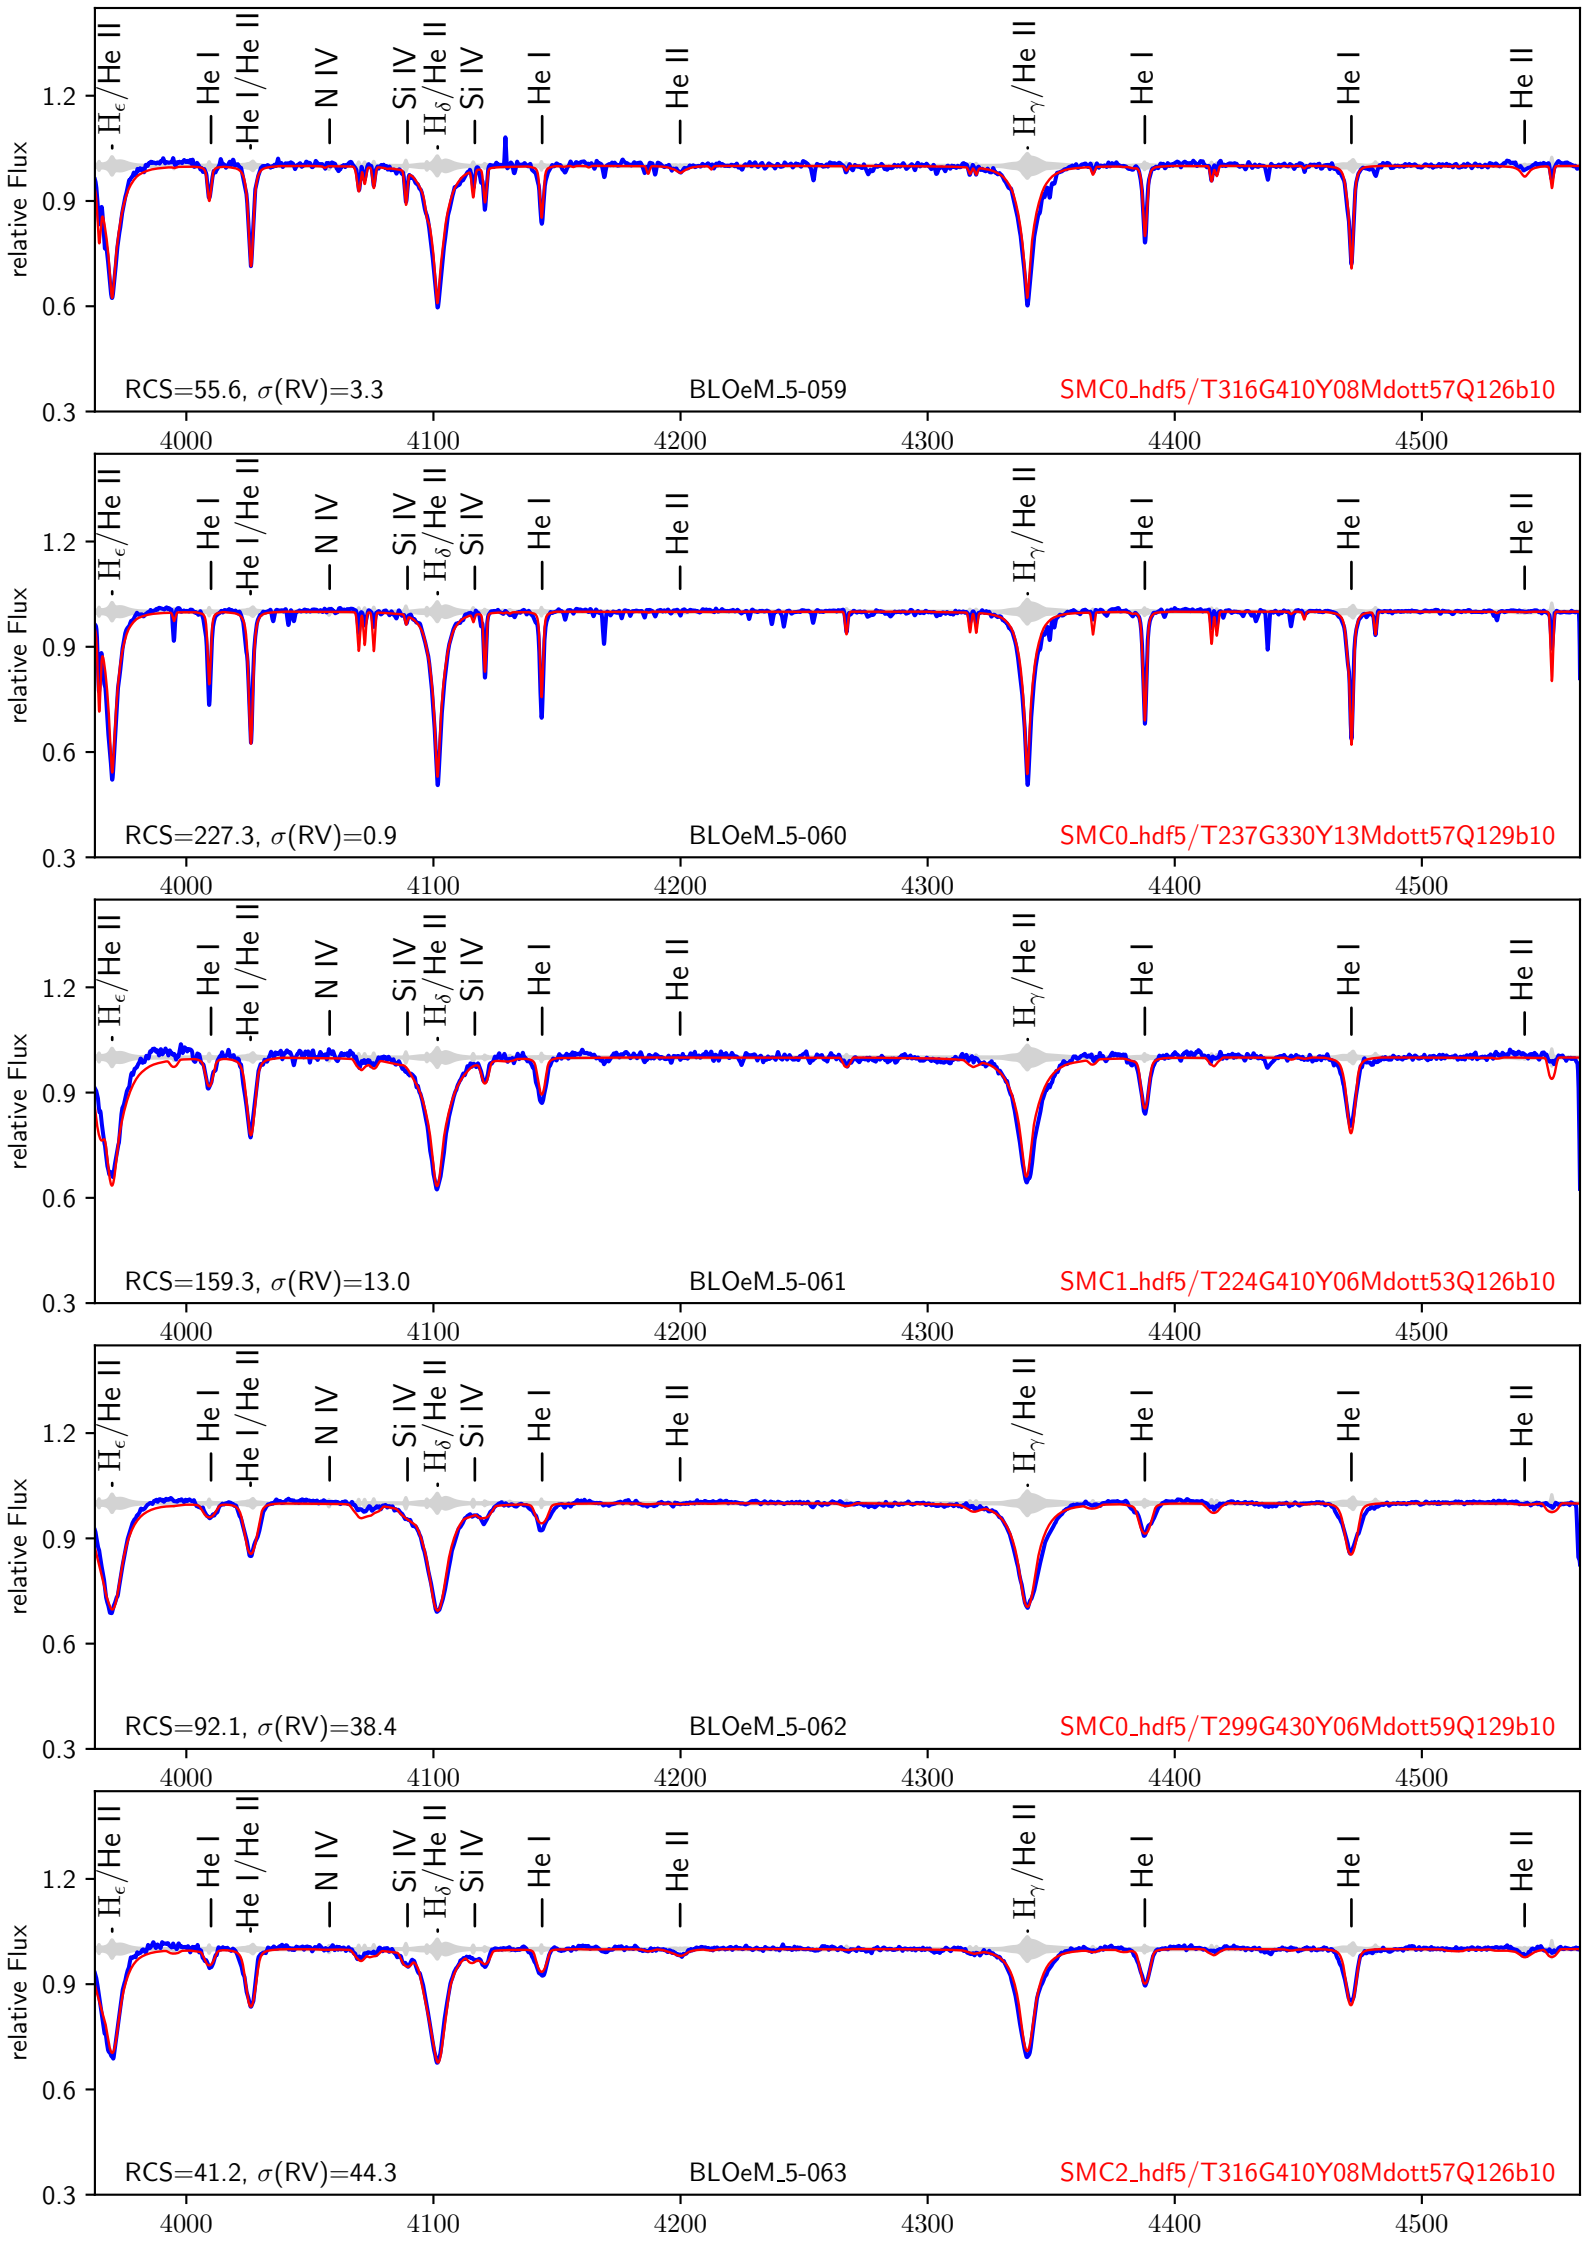 relative Flux
1.2
0.9
0.6
0.3
Hϵ/He II
He I
He I/He II
N IV
Si IV
Hδ/He II
Si IV
He I
He II
Hγ/He II
He I
He I
He II
RCS=55.6, σ(RV)=3.3
BLOeM_5-059
SMC0_hdf5/T316G410Y08Mdott57Q126b10
4000 4100 4200 4300 4400 4500
relative Flux
1.2
0.9
0.6
0.3
Hϵ/He II
He I
He I/He II
N IV
Si IV
Hδ/He II
Si IV
He I
He II
Hγ/He II
He I
He I
He II
RCS=227.3, σ(RV)=0.9
BLOeM_5-060
SMC0_hdf5/T237G330Y13Mdott57Q129b10
4000 4100 4200 4300 4400 4500
relative Flux
1.2
0.9
0.6
0.3
Hϵ/He II
He I
He I/He II
N IV
Si IV
Hδ/He II
Si IV
He I
He II
Hγ/He II
He I
He I
He II
RCS=159.3, σ(RV)=13.0
BLOeM_5-061
SMC1_hdf5/T224G410Y06Mdott53Q126b10
4000 4100 4200 4300 4400 4500
relative Flux
1.2
0.9
0.6
0.3
Hϵ/He II
He I
He I/He II
N IV
Si IV
Hδ/He II
Si IV
He I
He II
Hγ/He II
He I
He I
He II
RCS=92.1, σ(RV)=38.4
BLOeM_5-062
SMC0_hdf5/T299G430Y06Mdott59Q129b10
4000 4100 4200 4300 4400 4500
relative Flux
1.2
0.9
0.6
0.3
Hϵ/He II
He I
He I/He II
N IV
Si IV
Hδ/He II
Si IV
He I
He II
Hγ/He II
He I
He I
He II
RCS=41.2, σ(RV)=44.3
BLOeM_5-063
SMC2_hdf5/T316G410Y08Mdott57Q126b10
4000 4100 4200 4300 4400 4500